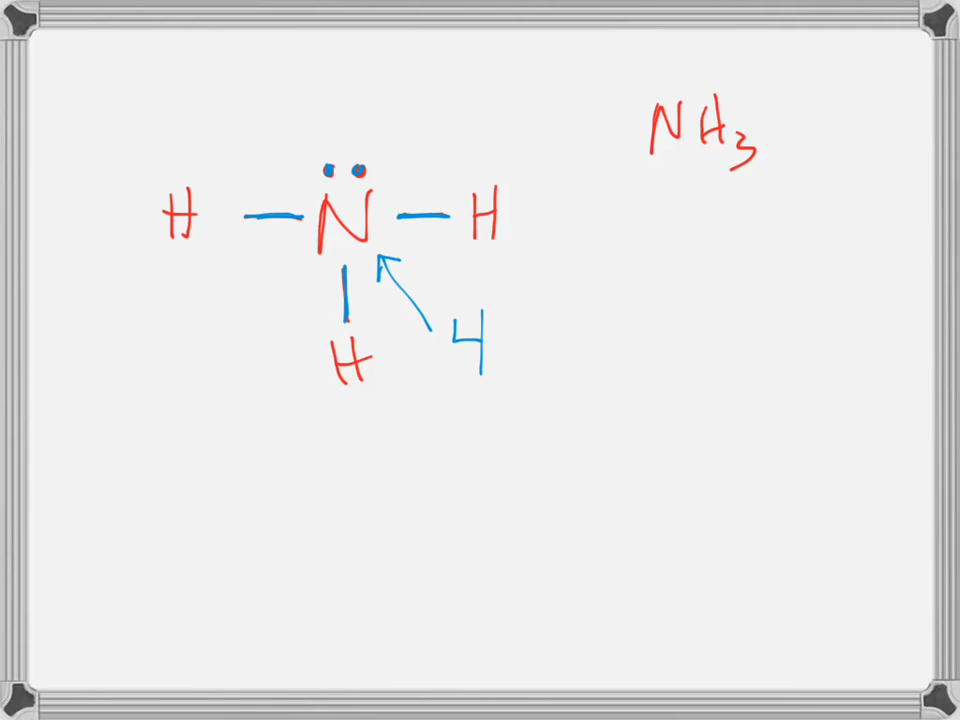 NH3
H — N̈ — H
|
H
4